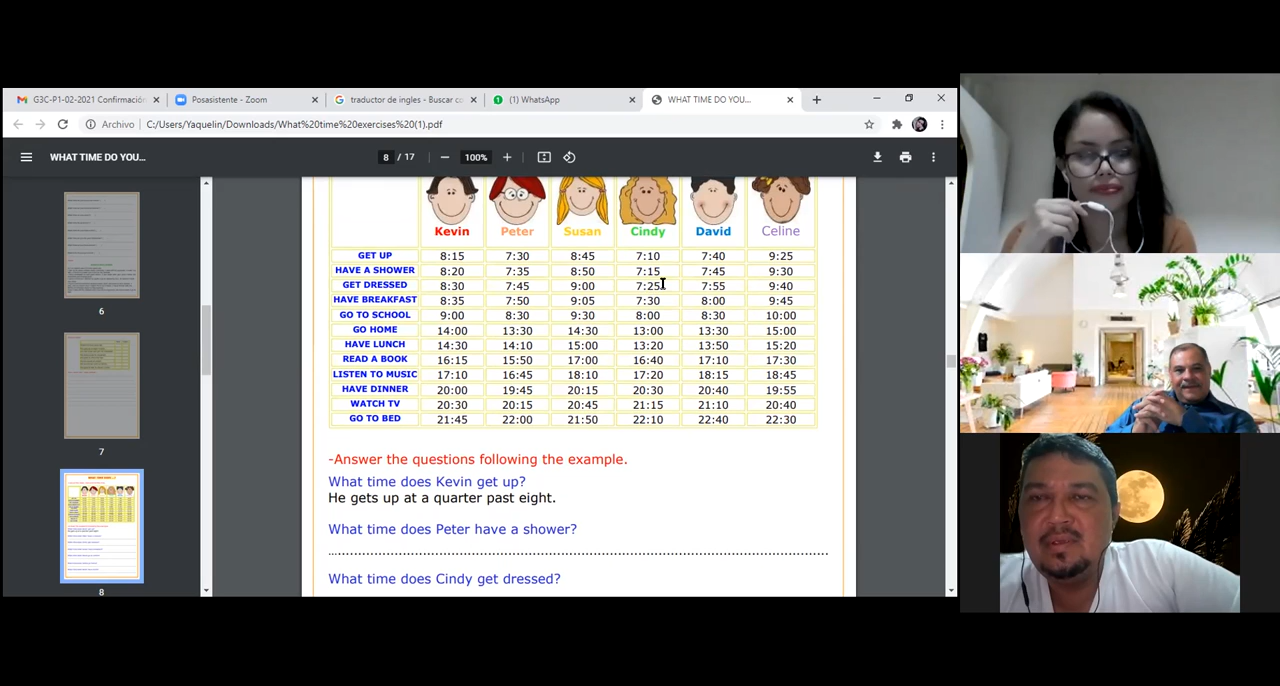 G3C-P1-02-2021 Confirmació
Posasistente - Zoom
traductor de ingles - Buscar co
(1) WhatsApp
WHAT TIME DO YOU...
Archivo C:/Users/Yaquelin/Downloads/What%20time%20exercises%20(1).pdf
WHAT TIME DO YOU...
8 / 17
100%
6
7
8
Kevin Peter Susan Cindy David Celine
GET UP 8:15 7:30 8:45 7:10 7:40 9:25
HAVE A SHOWER 8:20 7:35 8:50 7:15 7:45 9:30
GET DRESSED 8:30 7:45 9:00 7:25 7:55 9:40
HAVE BREAKFAST 8:35 7:50 9:05 7:30 8:00 9:45
GO TO SCHOOL 9:00 8:30 9:30 8:00 8:30 10:00
GO HOME 14:00 13:30 14:30 13:00 13:30 15:00
HAVE LUNCH 14:30 14:10 15:00 13:20 13:50 15:20
READ A BOOK 16:15 15:50 17:00 16:40 17:10 17:30
LISTEN TO MUSIC 17:10 16:45 18:10 17:20 18:15 18:45
HAVE DINNER 20:00 19:45 20:15 20:30 20:40 19:55
WATCH TV 20:30 20:15 20:45 21:15 21:10 20:40
GO TO BED 21:45 22:00 21:50 22:10 22:40 22:30
-Answer the questions following the example.
What time does Kevin get up?
He gets up at a quarter past eight.
What time does Peter have a shower?
What time does Cindy get dressed?